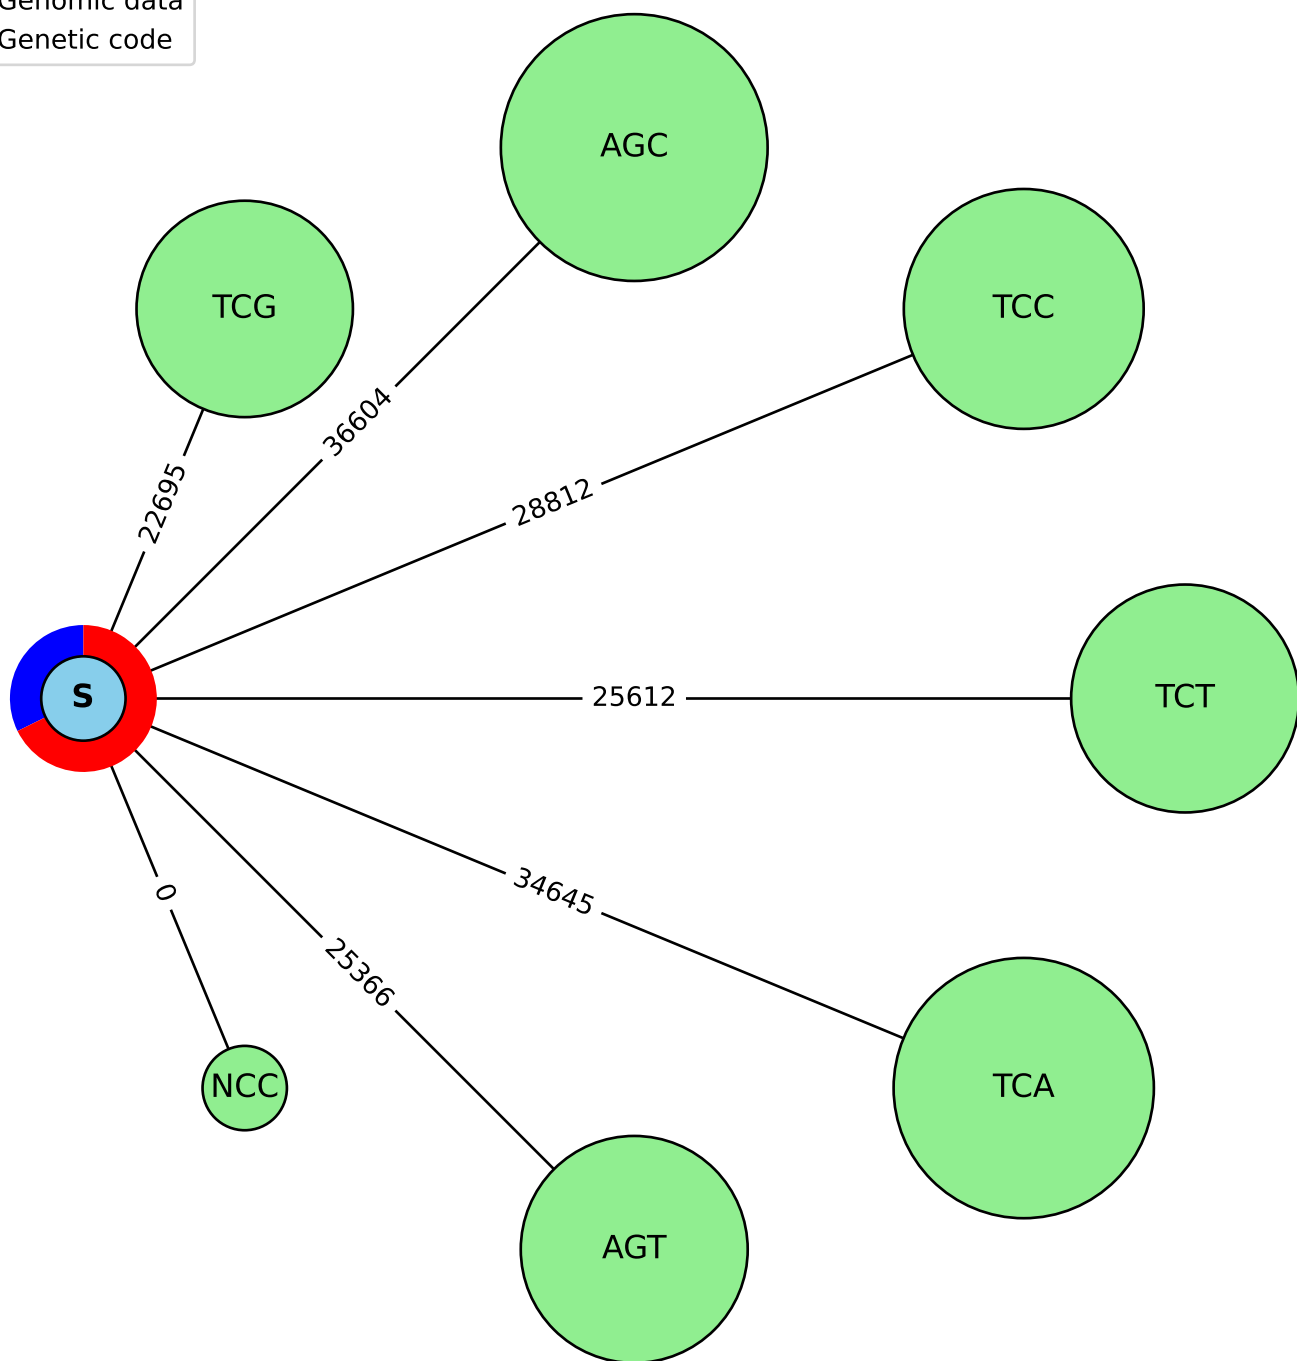 Genomic data
Genetic code
AGC
TCG
TCC
36604
28812
22695
S
25612
TCT
34645
0
25366
NCC
TCA
AGT